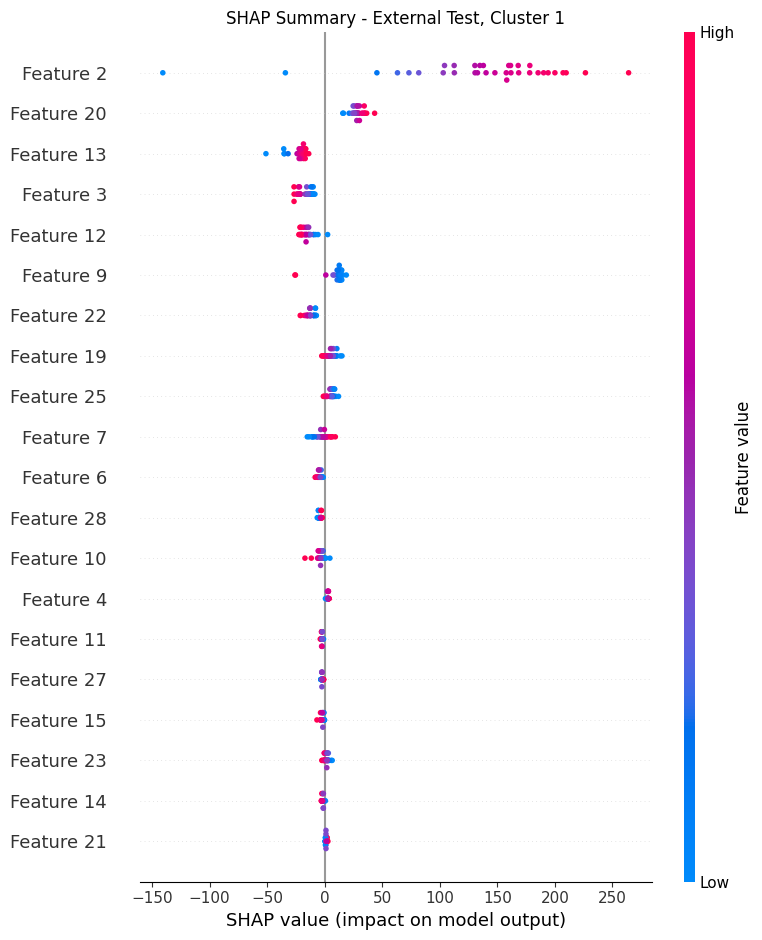 SHAP Summary - External Test, Cluster 1
High
Feature 2
Feature 20
Feature 13
Feature 3
Feature 12
Feature 9
Feature 22
Feature 19
Feature 25
Feature 7
Feature 6
Feature 28
Feature 10
Feature 4
Feature 11
Feature 27
Feature 15
Feature 23
Feature 14
Feature 21
Feature value
Low
−150 −100 −50 0 50 100 150 200 250
SHAP value (impact on model output)